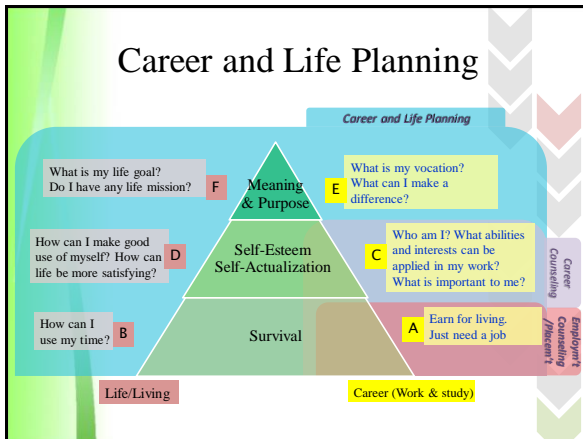 Career and Life Planning
Career and Life Planning
What is my life goal?
Do I have any life mission?
F
Meaning
& Purpose
E
What is my vocation?
What can I make a
difference?
How can I make good
use of myself? How can
life be more satisfying?
D
Self-Esteem
Self-Actualization
C
Who am I? What abilities
and interests can be
applied in my work?
What is important to me?
Career
Counseling
How can I
use my time?
B
Survival
A
Earn for living.
Just need a job
Employm't
Counseling
/Placem't
Life/Living
Career (Work & study)